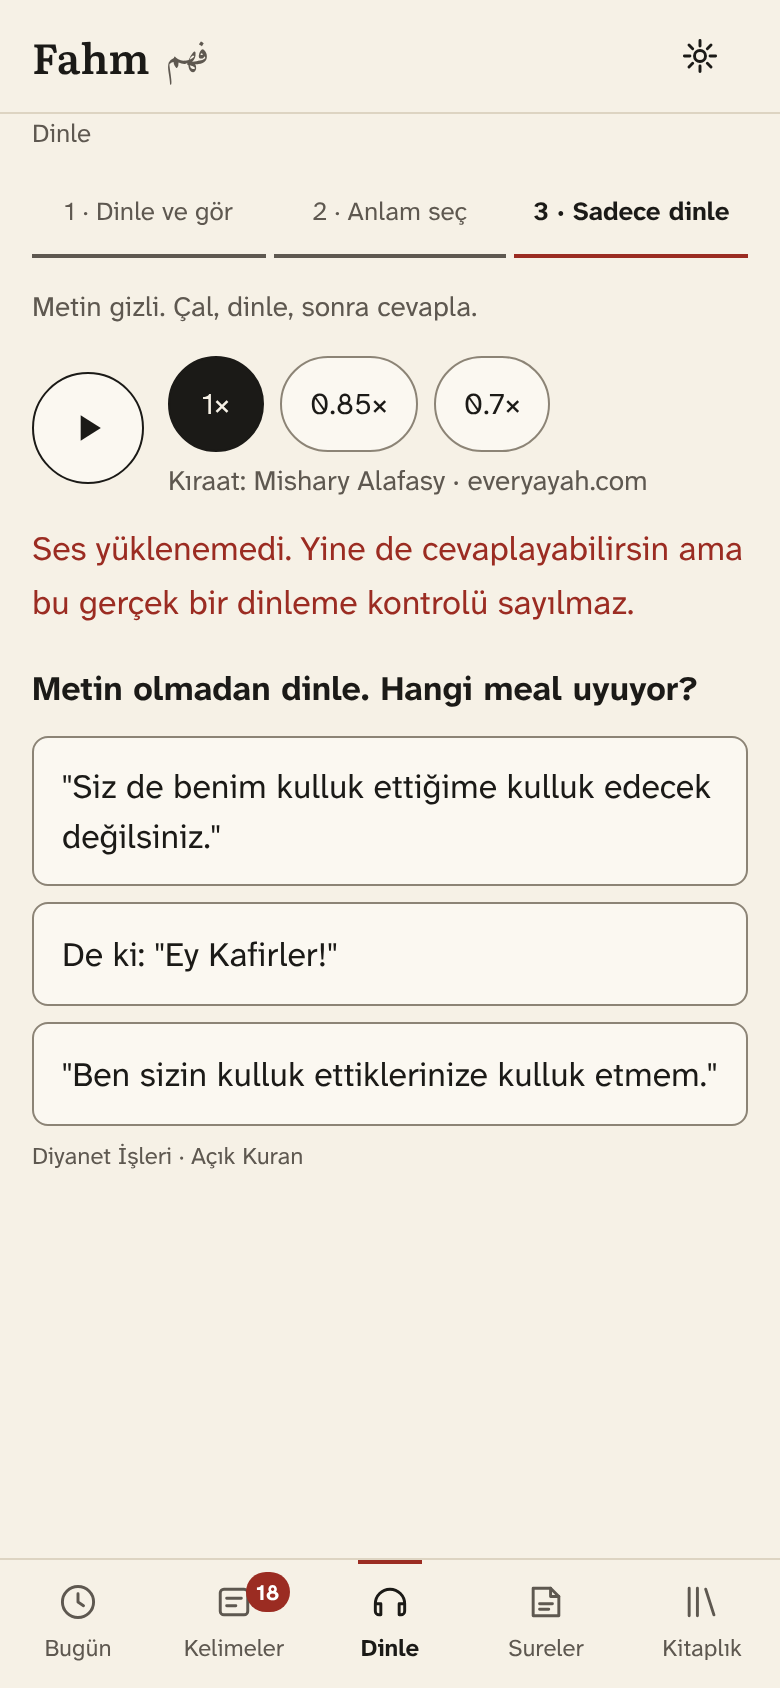 Fahm فهم
Dinle
1 · Dinle ve gör
2 · Anlam seç
3 · Sadece dinle
Metin gizli. Çal, dinle, sonra cevapla.
1×
0.85×
0.7×
Kıraat: Mishary Alafasy · everyayah.com
Ses yüklenemedi. Yine de cevaplayabilirsin ama
bu gerçek bir dinleme kontrolü sayılmaz.
Metin olmadan dinle. Hangi meal uyuyor?
"Siz de benim kulluk ettiğime kulluk edecek
değilsiniz."
De ki: "Ey Kafirler!"
"Ben sizin kulluk ettiklerinize kulluk etmem."
Diyanet İşleri · Açık Kuran
18
Bugün
Kelimeler
Dinle
Sureler
Kitaplık